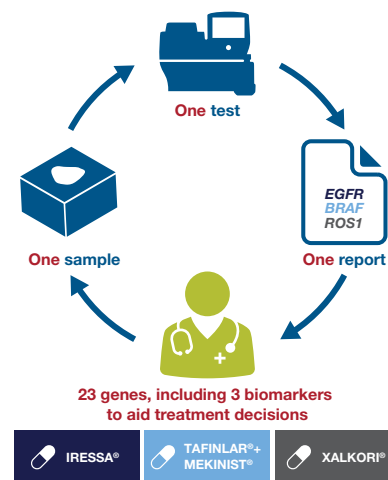 One test
EGFR
BRAF
ROS1
One sample
One report
23 genes, including 3 biomarkers
to aid treatment decisions
IRESSA®
TAFINLAR®+
MEKINIST®
XALKORI®